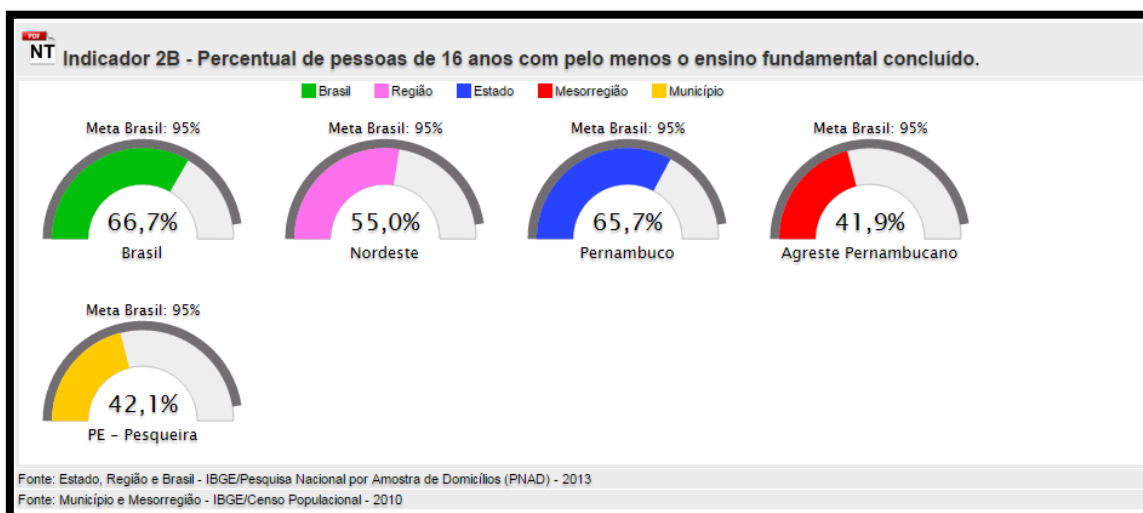 PDF
NT Indicador 2B - Percentual de pessoas de 16 anos com pelo menos o ensino fundamental concluído.
Brasil Região Estado Mesorregião Município
Meta Brasil: 95% Meta Brasil: 95% Meta Brasil: 95% Meta Brasil: 95%
66,7% 55,0% 65,7% 41,9%
Brasil Nordeste Pernambuco Agreste Pernambucano
Meta Brasil: 95%
42,1%
PE - Pesqueira
Fonte: Estado, Região e Brasil - IBGE/Pesquisa Nacional por Amostra de Domicílios (PNAD) - 2013
Fonte: Município e Mesorregião - IBGE/Censo Populacional - 2010